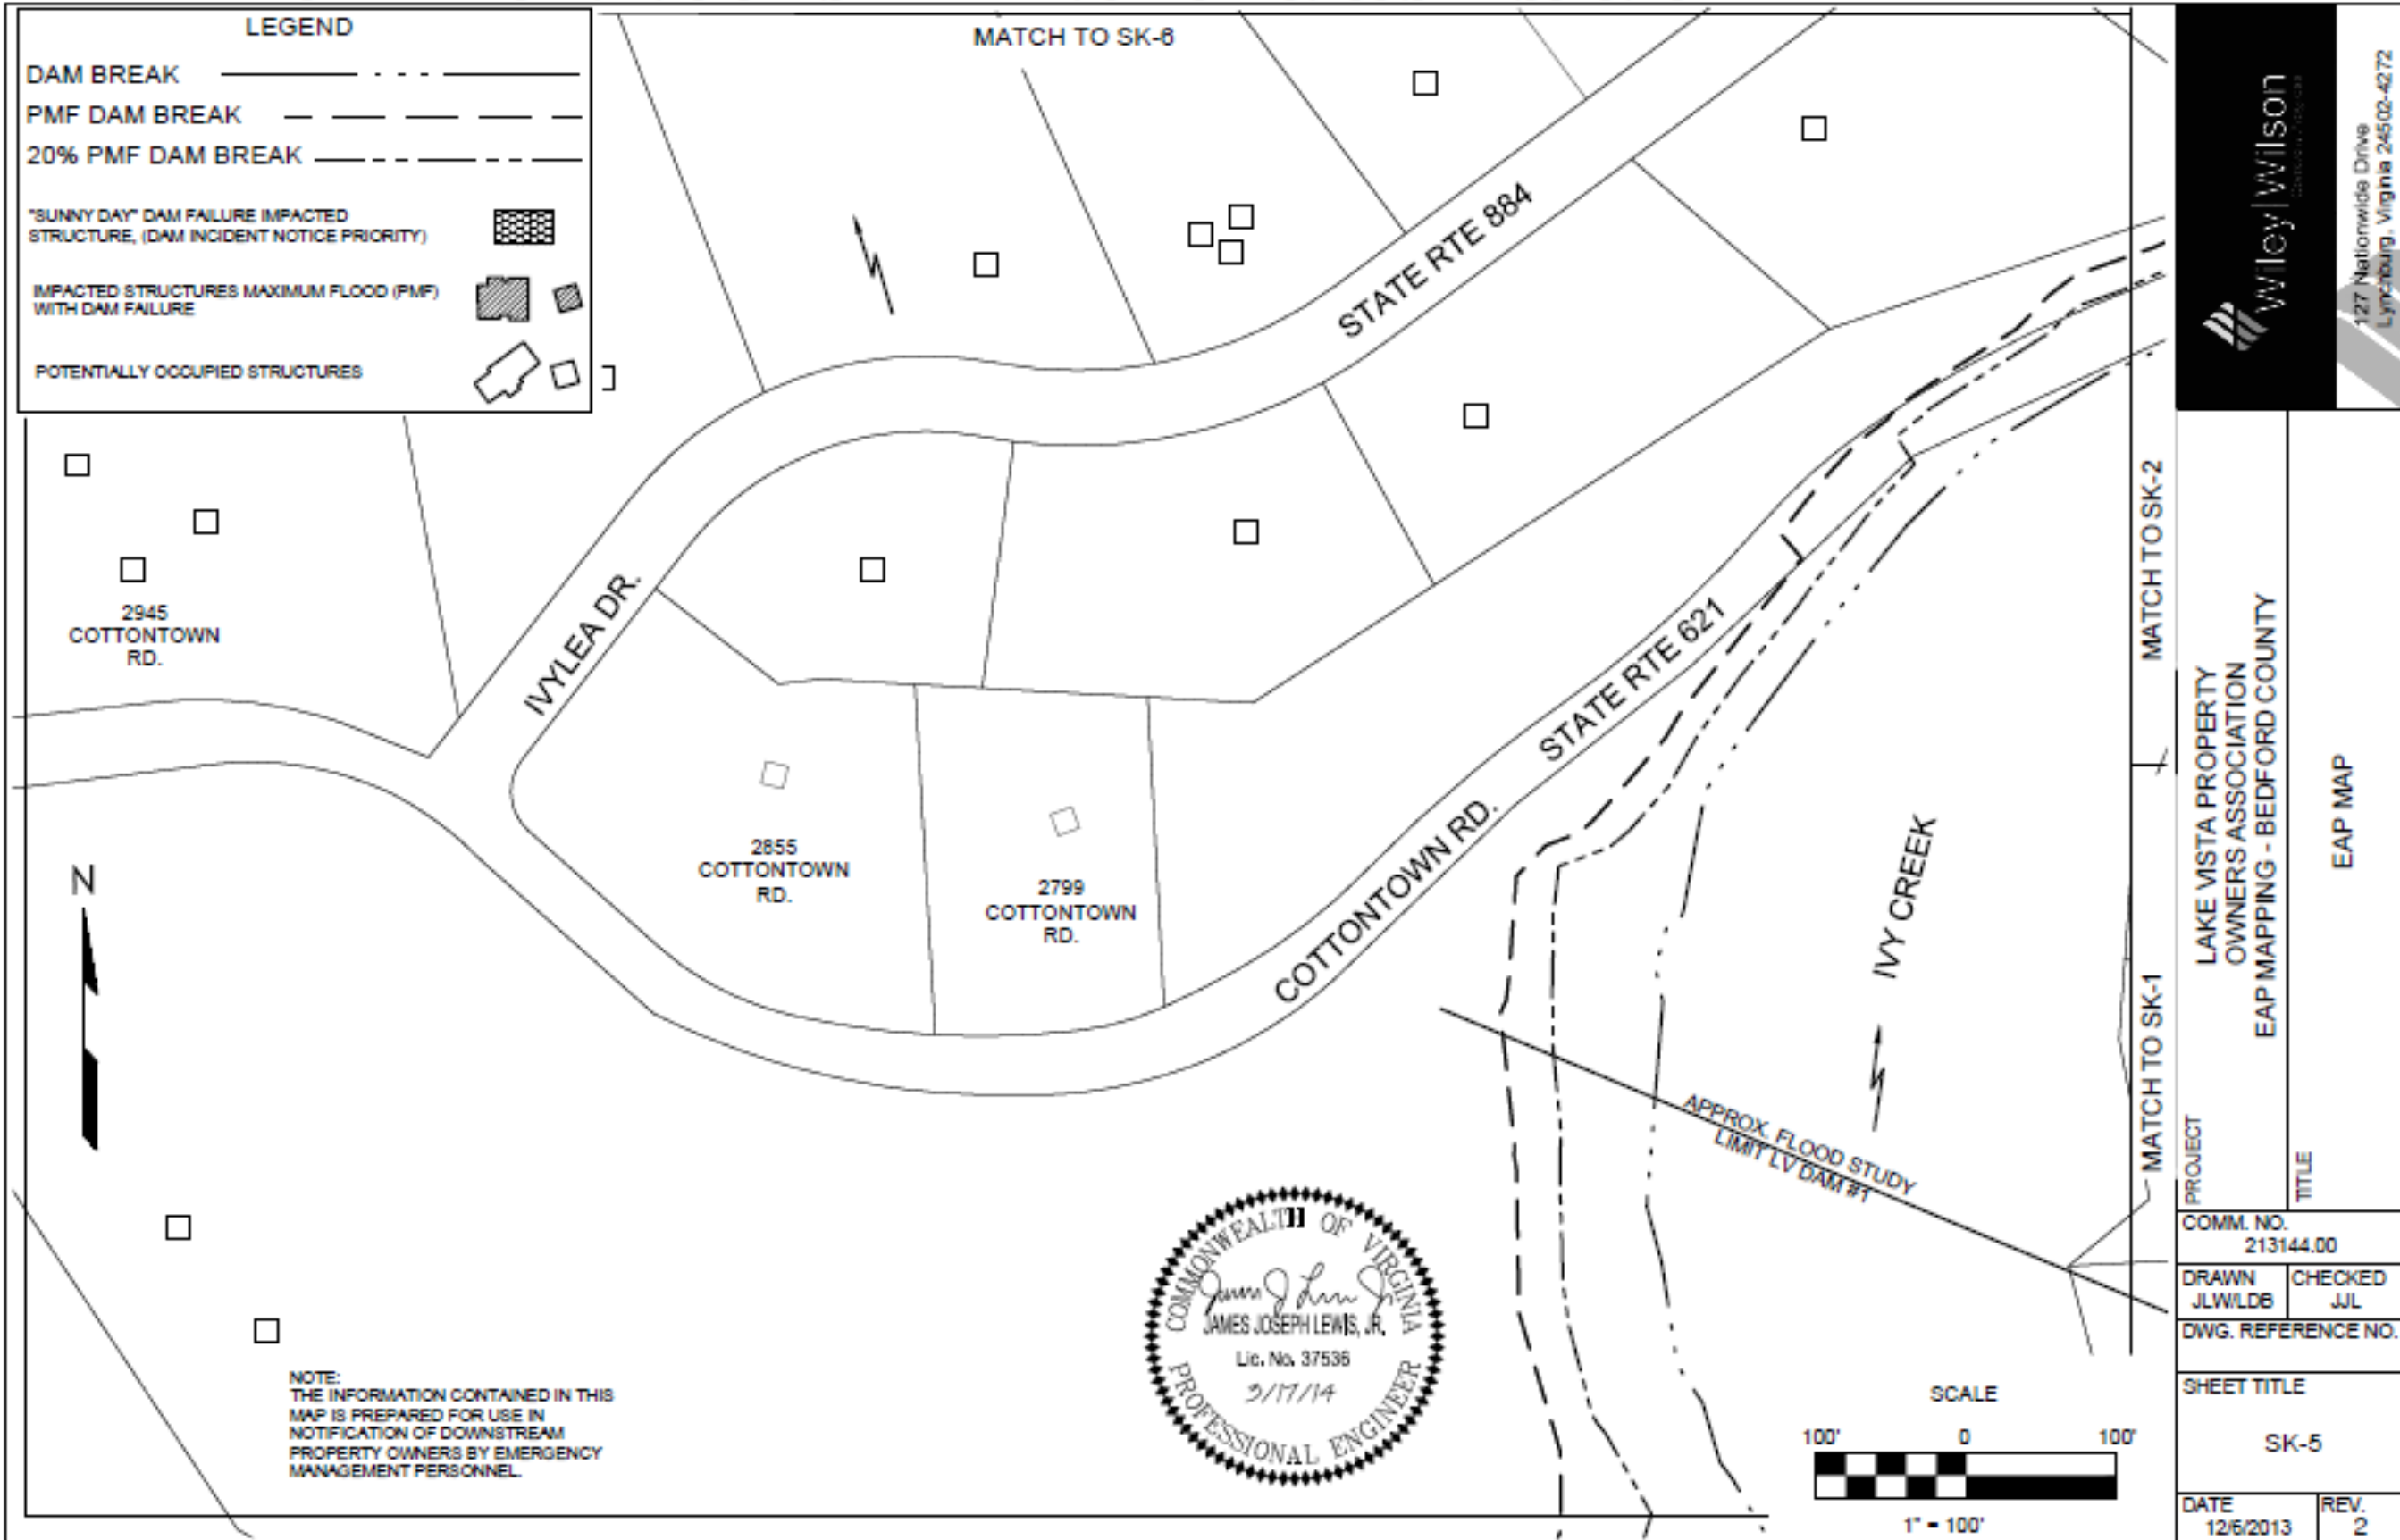 LEGEND
DAM BREAK
PMF DAM BREAK
20% PMF DAM BREAK
"SUNNY DAY" DAM FAILURE IMPACTED
STRUCTURE, (DAM INCIDENT NOTICE PRIORITY)
IMPACTED STRUCTURES MAXIMUM FLOOD (PMF)
WITH DAM FAILURE
POTENTIALLY OCCUPIED STRUCTURES
MATCH TO SK-6
STATE RTE 884
IVYLEA DR.
2945
COTTONTOWN
RD.
2855
COTTONTOWN
RD.
2799
COTTONTOWN
RD.
STATE RTE 621
COTTONTOWN RD.
IVY CREEK
APPROX. FLOOD STUDY
LIMIT LV DAM #1
N
NOTE:
THE INFORMATION CONTAINED IN THIS
MAP IS PREPARED FOR USE IN
NOTIFICATION OF DOWNSTREAM
PROPERTY OWNERS BY EMERGENCY
MANAGEMENT PERSONNEL.
COMMONWEALTH OF VIRGINIA
JAMES JOSEPH LEWIS, JR.
Lic. No. 37536
3/17/14
PROFESSIONAL ENGINEER
SCALE
100' 0 100'
1" = 100'
MATCH TO SK-2
MATCH TO SK-1
Wiley|Wilson
127 Nationwide Drive
Lynchburg, Virginia 24502-4272
PROJECT
LAKE VISTA PROPERTY
OWNERS ASSOCIATION
EAP MAPPING - BEDFORD COUNTY
TITLE
EAP MAP
COMM. NO.
213144.00
DRAWN
JLW/LDB
CHECKED
JJL
DWG. REFERENCE NO.
SHEET TITLE
SK-5
DATE
12/6/2013
REV.
2